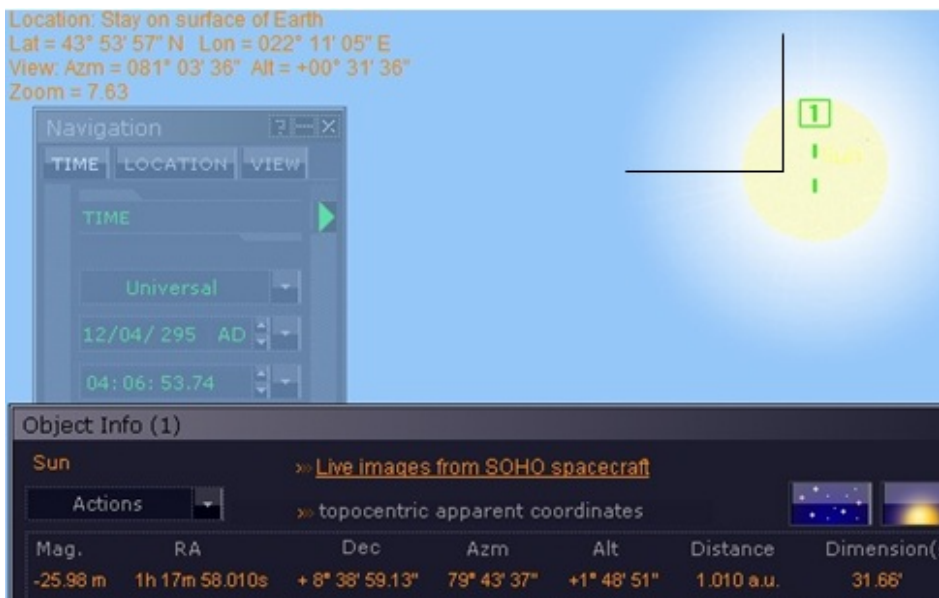 Location: Stay on surface of Earth
Lat = 43° 53' 57" N Lon = 022° 11' 05" E
View: Azm = 081° 03' 36" Alt = +00° 31' 36"
Zoom = 7.63
Navigation ? — X
TIME LOCATION VIEW
TIME
Universal
12/04/ 295 AD
04:06:53.74
1
Sun
Object Info (1)
Sun »» Live images from SOHO spacecraft
Actions »» topocentric apparent coordinates
Mag. RA Dec Azm Alt Distance Dimension(
-25.98 m 1h 17m 58.010s + 8° 38' 59.13" 79° 43' 37" +1° 48' 51" 1.010 a.u. 31.66'